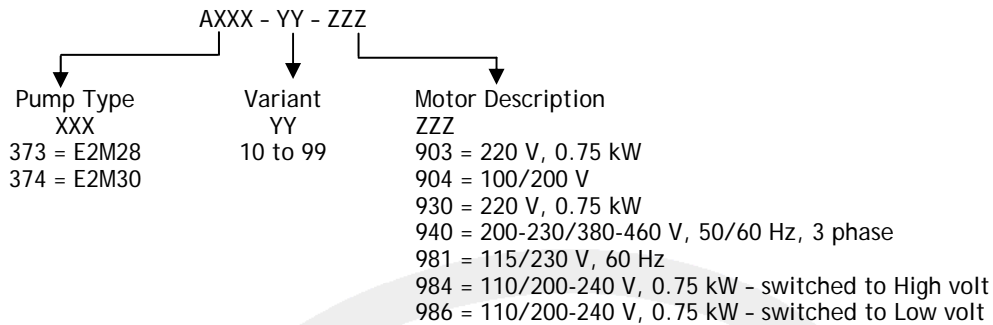 AXXX – YY – ZZZ
Pump Type Variant Motor Description
XXX YY ZZZ
373 = E2M28 10 to 99 903 = 220 V, 0.75 kW
374 = E2M30 904 = 100/200 V
930 = 220 V, 0.75 kW
940 = 200-230/380-460 V, 50/60 Hz, 3 phase
981 = 115/230 V, 60 Hz
984 = 110/200-240 V, 0.75 kW – switched to High volt
986 = 110/200-240 V, 0.75 kW – switched to Low volt